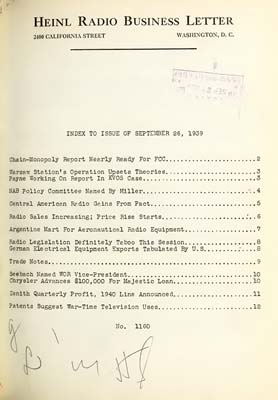 HEINL RADIO BUSINESS LETTER
2400 CALIFORNIA STREET WASHINGTON, D. C.
INDEX TO ISSUE OF SEPTEMBER 26, 1939
Chain-Monopoly Report Nearly Ready For FCC....................2
Warsaw Station's Operation Upsets Theories....................3
Payne Working On Report In KVOS Case..........................3
NAB Policy Committee Named By Miller..........................4
Central American Radio Gains From Pact........................5
Radio Sales Increasing; Price Rise Starts.....................6
Argentine Mart For Aeronautical Radio Equipment...............7
Radio Legislation Definitely Taboo This Session...............8
German Electrical Equipment Exports Tabulated By U.S..........8
Trade Notes...................................................9
Seebach Named WOR Vice-President.............................10
Chrysler Advances $100,000 For Majestic Loan.................10
Zenith Quarterly Profit, 1940 Line Announced.................11
Patents Suggest War-Time Television Uses.....................12
No. 1160